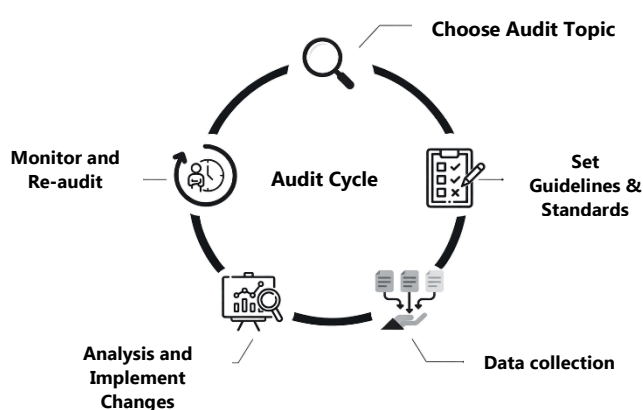 Choose Audit Topic
Set
Guidelines &
Standards
Data collection
Analysis and
Implement
Changes
Monitor and
Re-audit
Audit Cycle